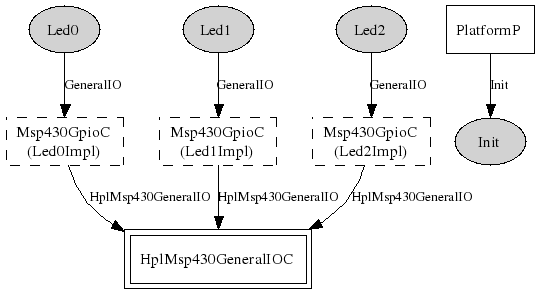 Led0
Led1
Led2
PlatformP
GeneralIO
GeneralIO
GeneralIO
Init
Msp430GpioC
(Led0Impl)
Msp430GpioC
(Led1Impl)
Msp430GpioC
(Led2Impl)
Init
HplMsp430GeneralIO
HplMsp430GeneralIO
HplMsp430GeneralIO
HplMsp430GeneralIOC